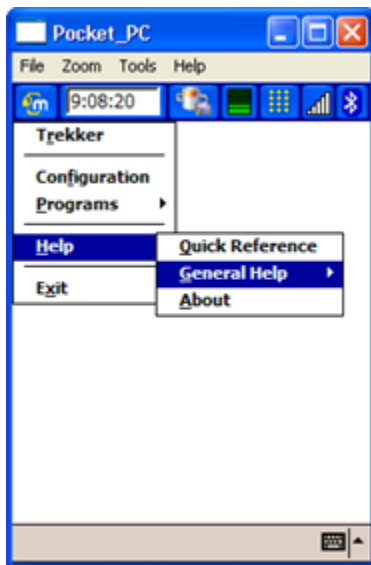 Pocket_PC
File Zoom Tools Help
m 9:08:20
Trekker
Configuration
Programs
Help
Quick Reference
General Help
About
Exit